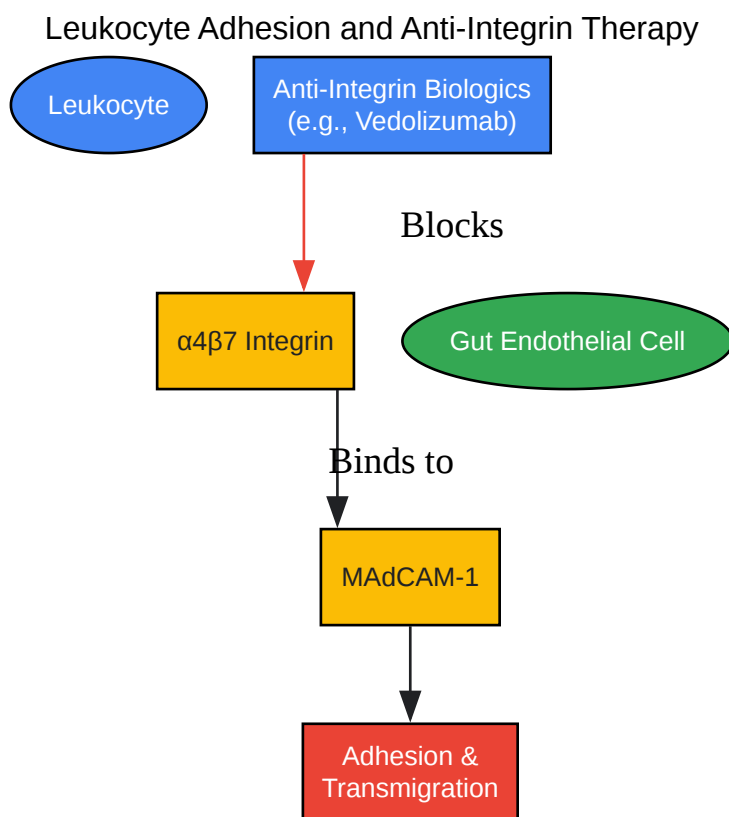 Leukocyte Adhesion and Anti-Integrin Therapy
Leukocyte
Anti-Integrin Biologics
(e.g., Vedolizumab)
Blocks
α4β7 Integrin
Gut Endothelial Cell
Binds to
MAdCAM-1
Adhesion &
Transmigration